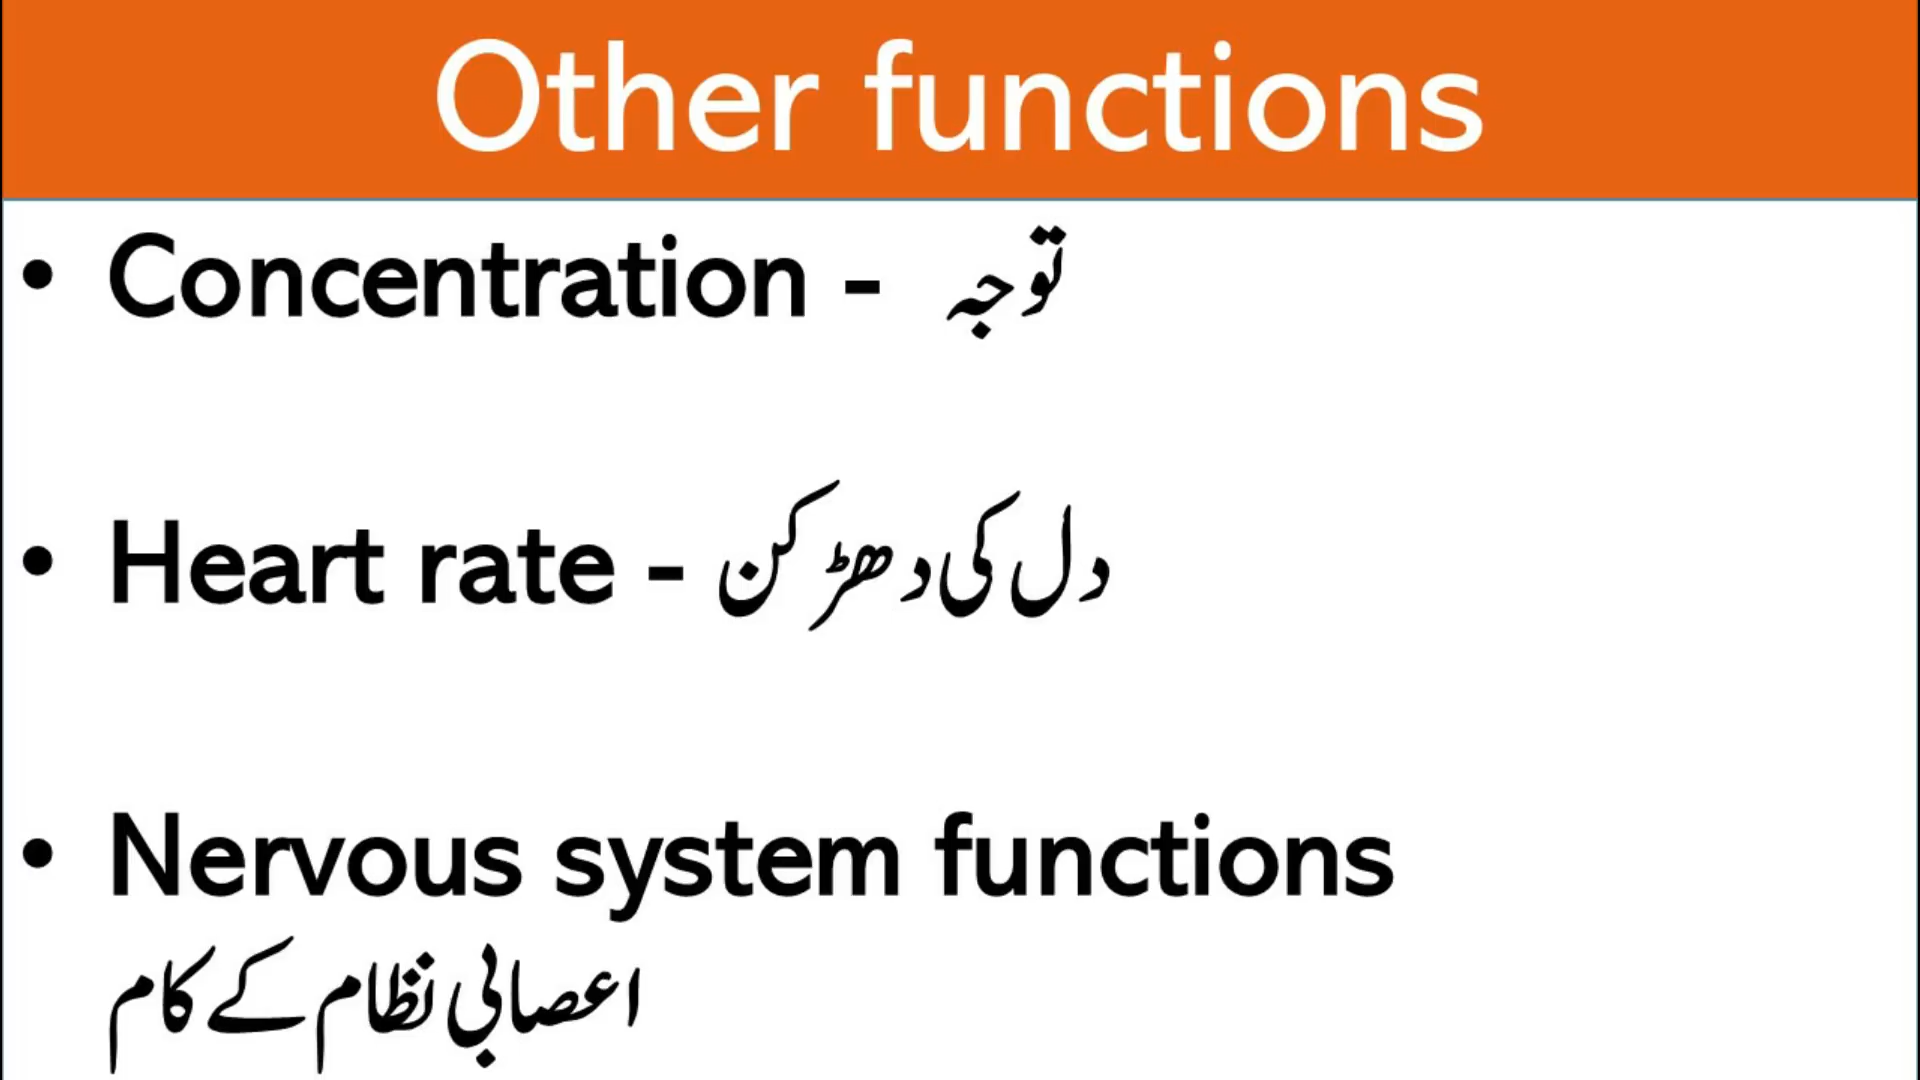 Other functions
• Concentration - توجہ
• Heart rate - دل کی دھڑکن
• Nervous system functions
اعصابی نظام کے کام